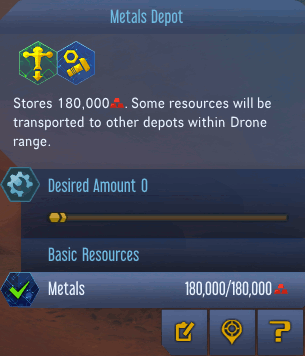 Metals Depot
Stores 180,000. Some resources will be
transported to other depots within Drone
range.
Desired Amount 0
Basic Resources
Metals 180,000/180,000
?